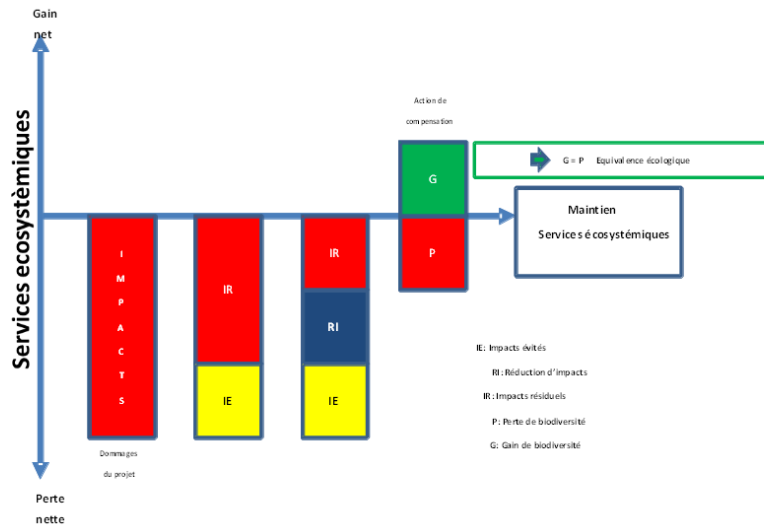 Gain
net
Services ecosystèmiques
Action de
compensation
G
G = P Equivalence écologique
Maintien
Services écosystémiques
I
M
P
A
C
T
S
IR
IE
IR
RI
IE
P
IE: Impacts évités
RI: Réduction d'impacts
IR: Impacts résiduels
P: Perte de biodiversité
G: Gain de biodiversité
Dommages
du projet
Perte
nette